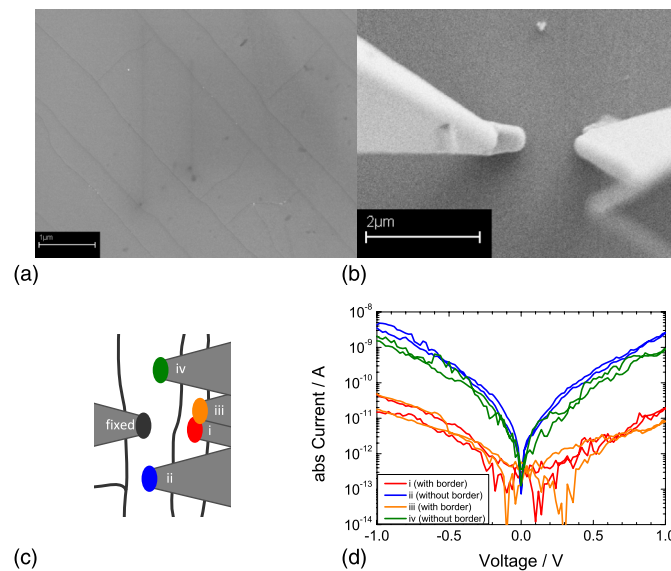 1µm
2µm
(a)
(b)
iv
iii
fixed
i
ii
(c)
abs Current / A
10-8
10-9
10-10
10-11
10-12
10-13
10-14
i (with border)
ii (without border)
iii (with border)
iv (without border)
-1.0 -0.5 0.0 0.5 1.0
Voltage / V
(d)